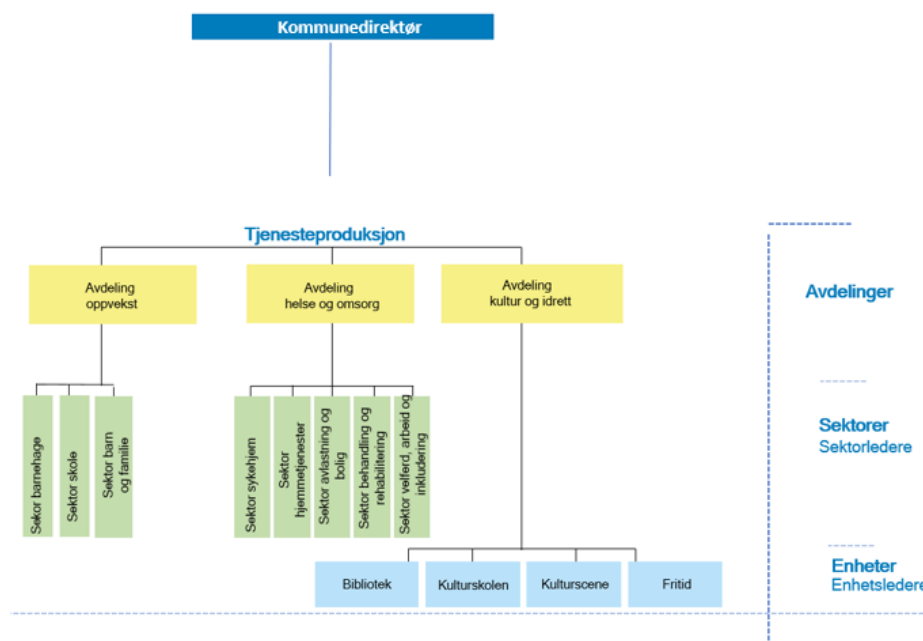 Kommunedirektør
Tjenesteproduksjon
Avdeling
oppvekst
Avdeling
helse og omsorg
Avdeling
kultur og idrett
Avdelinger
Sekor barnehage
Sektor skole
Sektor barn
og familie
Sektor sykehjem
Sektor
hjemmetjenester
Sektor avlastning og
bolig
Sektor behandling og
rehabilitering
Sektor velferd, arbeid og
inkludering
Sektorer
Sektorledere
Bibliotek
Kulturskolen
Kulturscene
Fritid
Enheter
Enhetsledere